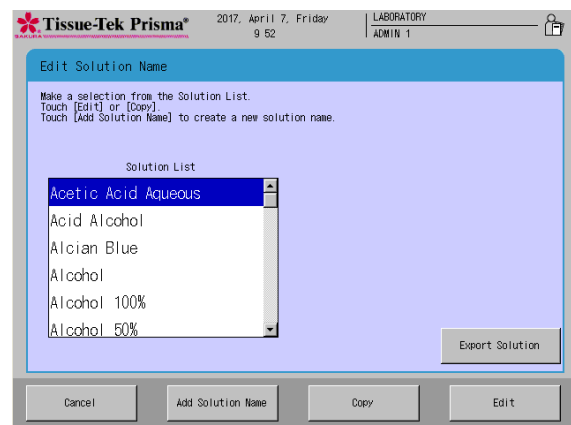 Tissue-Tek Prisma®
SAKURA
2017, April 7, Friday
9 52
LABORATORY
ADMIN 1
Edit Solution Name
Make a selection from the Solution List.
Touch [Edit] or [Copy].
Touch [Add Solution Name] to create a new solution name.
Solution List
Acetic Acid Aqueous
Acid Alcohol
Alcian Blue
Alcohol
Alcohol 100%
Alcohol 50%
Export Solution
Cancel
Add Solution Name
Copy
Edit